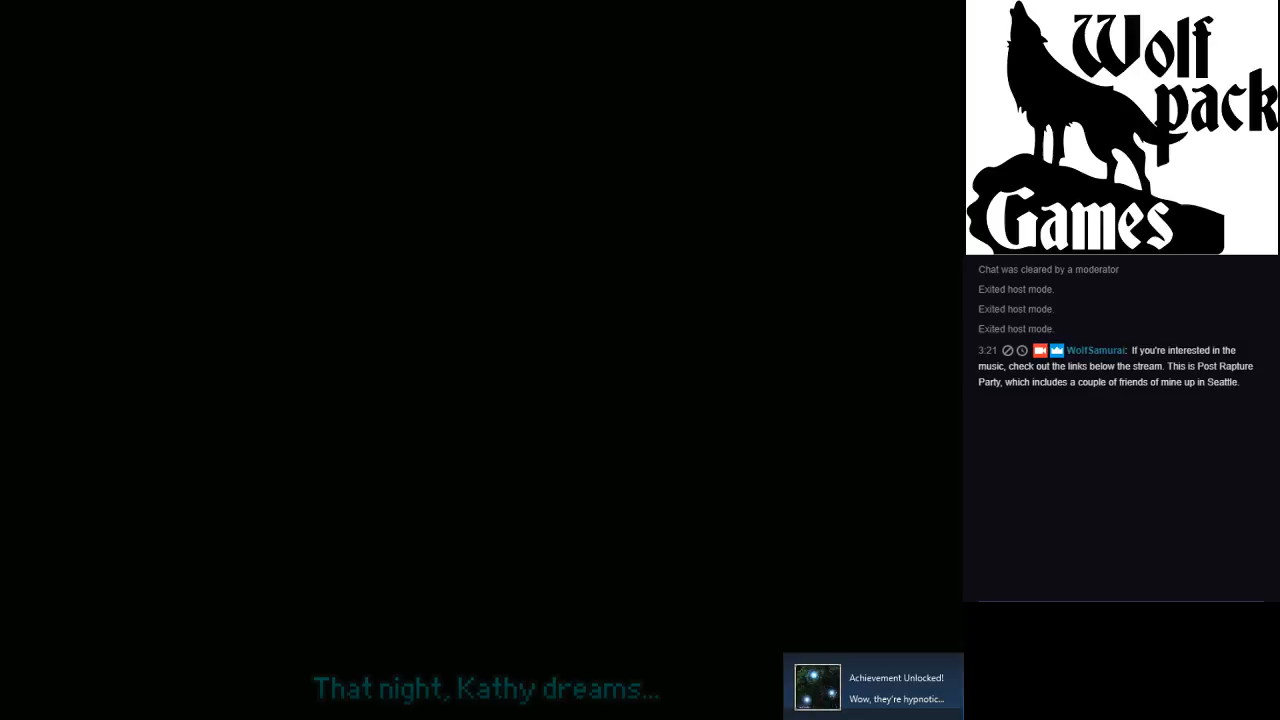 Wolf
pack
Games
Chat was cleared by a moderator
Exited host mode.
Exited host mode.
Exited host mode.
3:21 WolfSamurai: If you're interested in the
music, check out the links below the stream. This is Post Rapture
Party, which includes a couple of friends of mine up in Seattle.
That night, Kathy dreams...
Achievement Unlocked!
Wow, they're hypnotic...